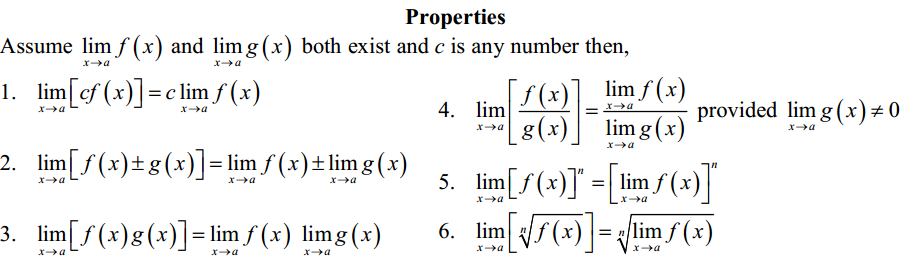 Properties
Assume lim_{x→a} f(x) and lim_{x→a} g(x) both exist and c is any number then,
1. lim_{x→a} [cf(x)] = c lim_{x→a} f(x)
2. lim_{x→a} [f(x) ± g(x)] = lim_{x→a} f(x) ± lim_{x→a} g(x)
3. lim_{x→a} [f(x)g(x)] = lim_{x→a} f(x) lim_{x→a} g(x)
4. lim_{x→a} [f(x)/g(x)] = lim_{x→a} f(x) / lim_{x→a} g(x) provided lim_{x→a} g(x) ≠ 0
5. lim_{x→a} [f(x)]^n = [lim_{x→a} f(x)]^n
6. lim_{x→a} [ⁿ√(f(x))] = ⁿ√(lim_{x→a} f(x))